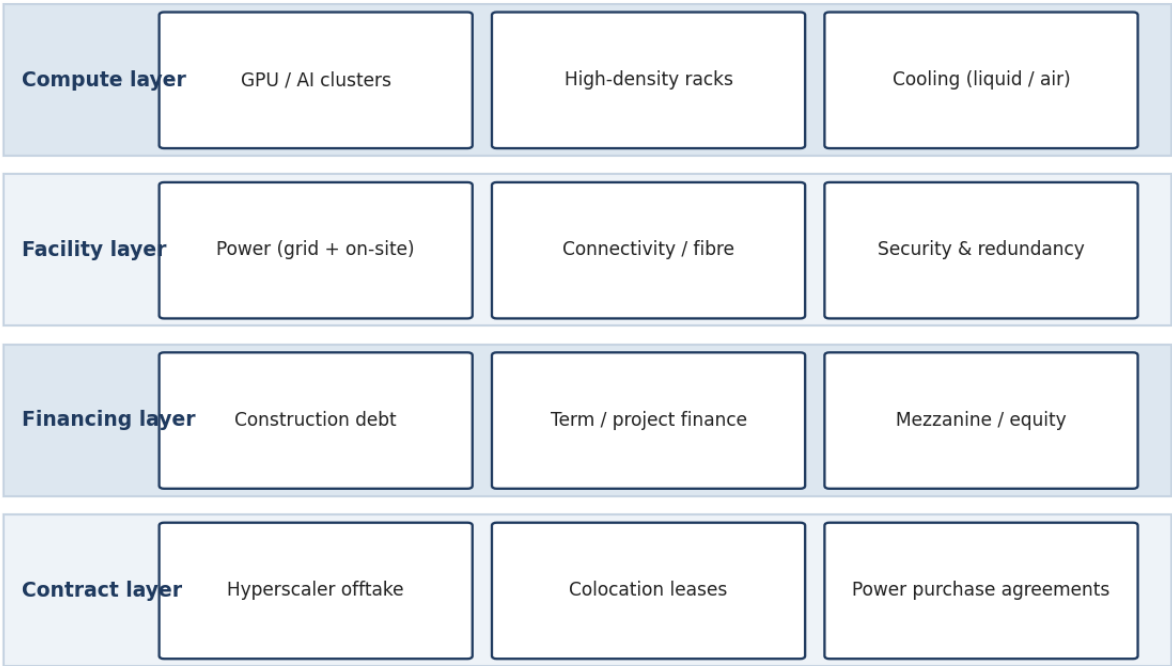 Compute layer
GPU / AI clusters
High-density racks
Cooling (liquid / air)
Facility layer
Power (grid + on-site)
Connectivity / fibre
Security & redundancy
Financing layer
Construction debt
Term / project finance
Mezzanine / equity
Contract layer
Hyperscaler offtake
Colocation leases
Power purchase agreements